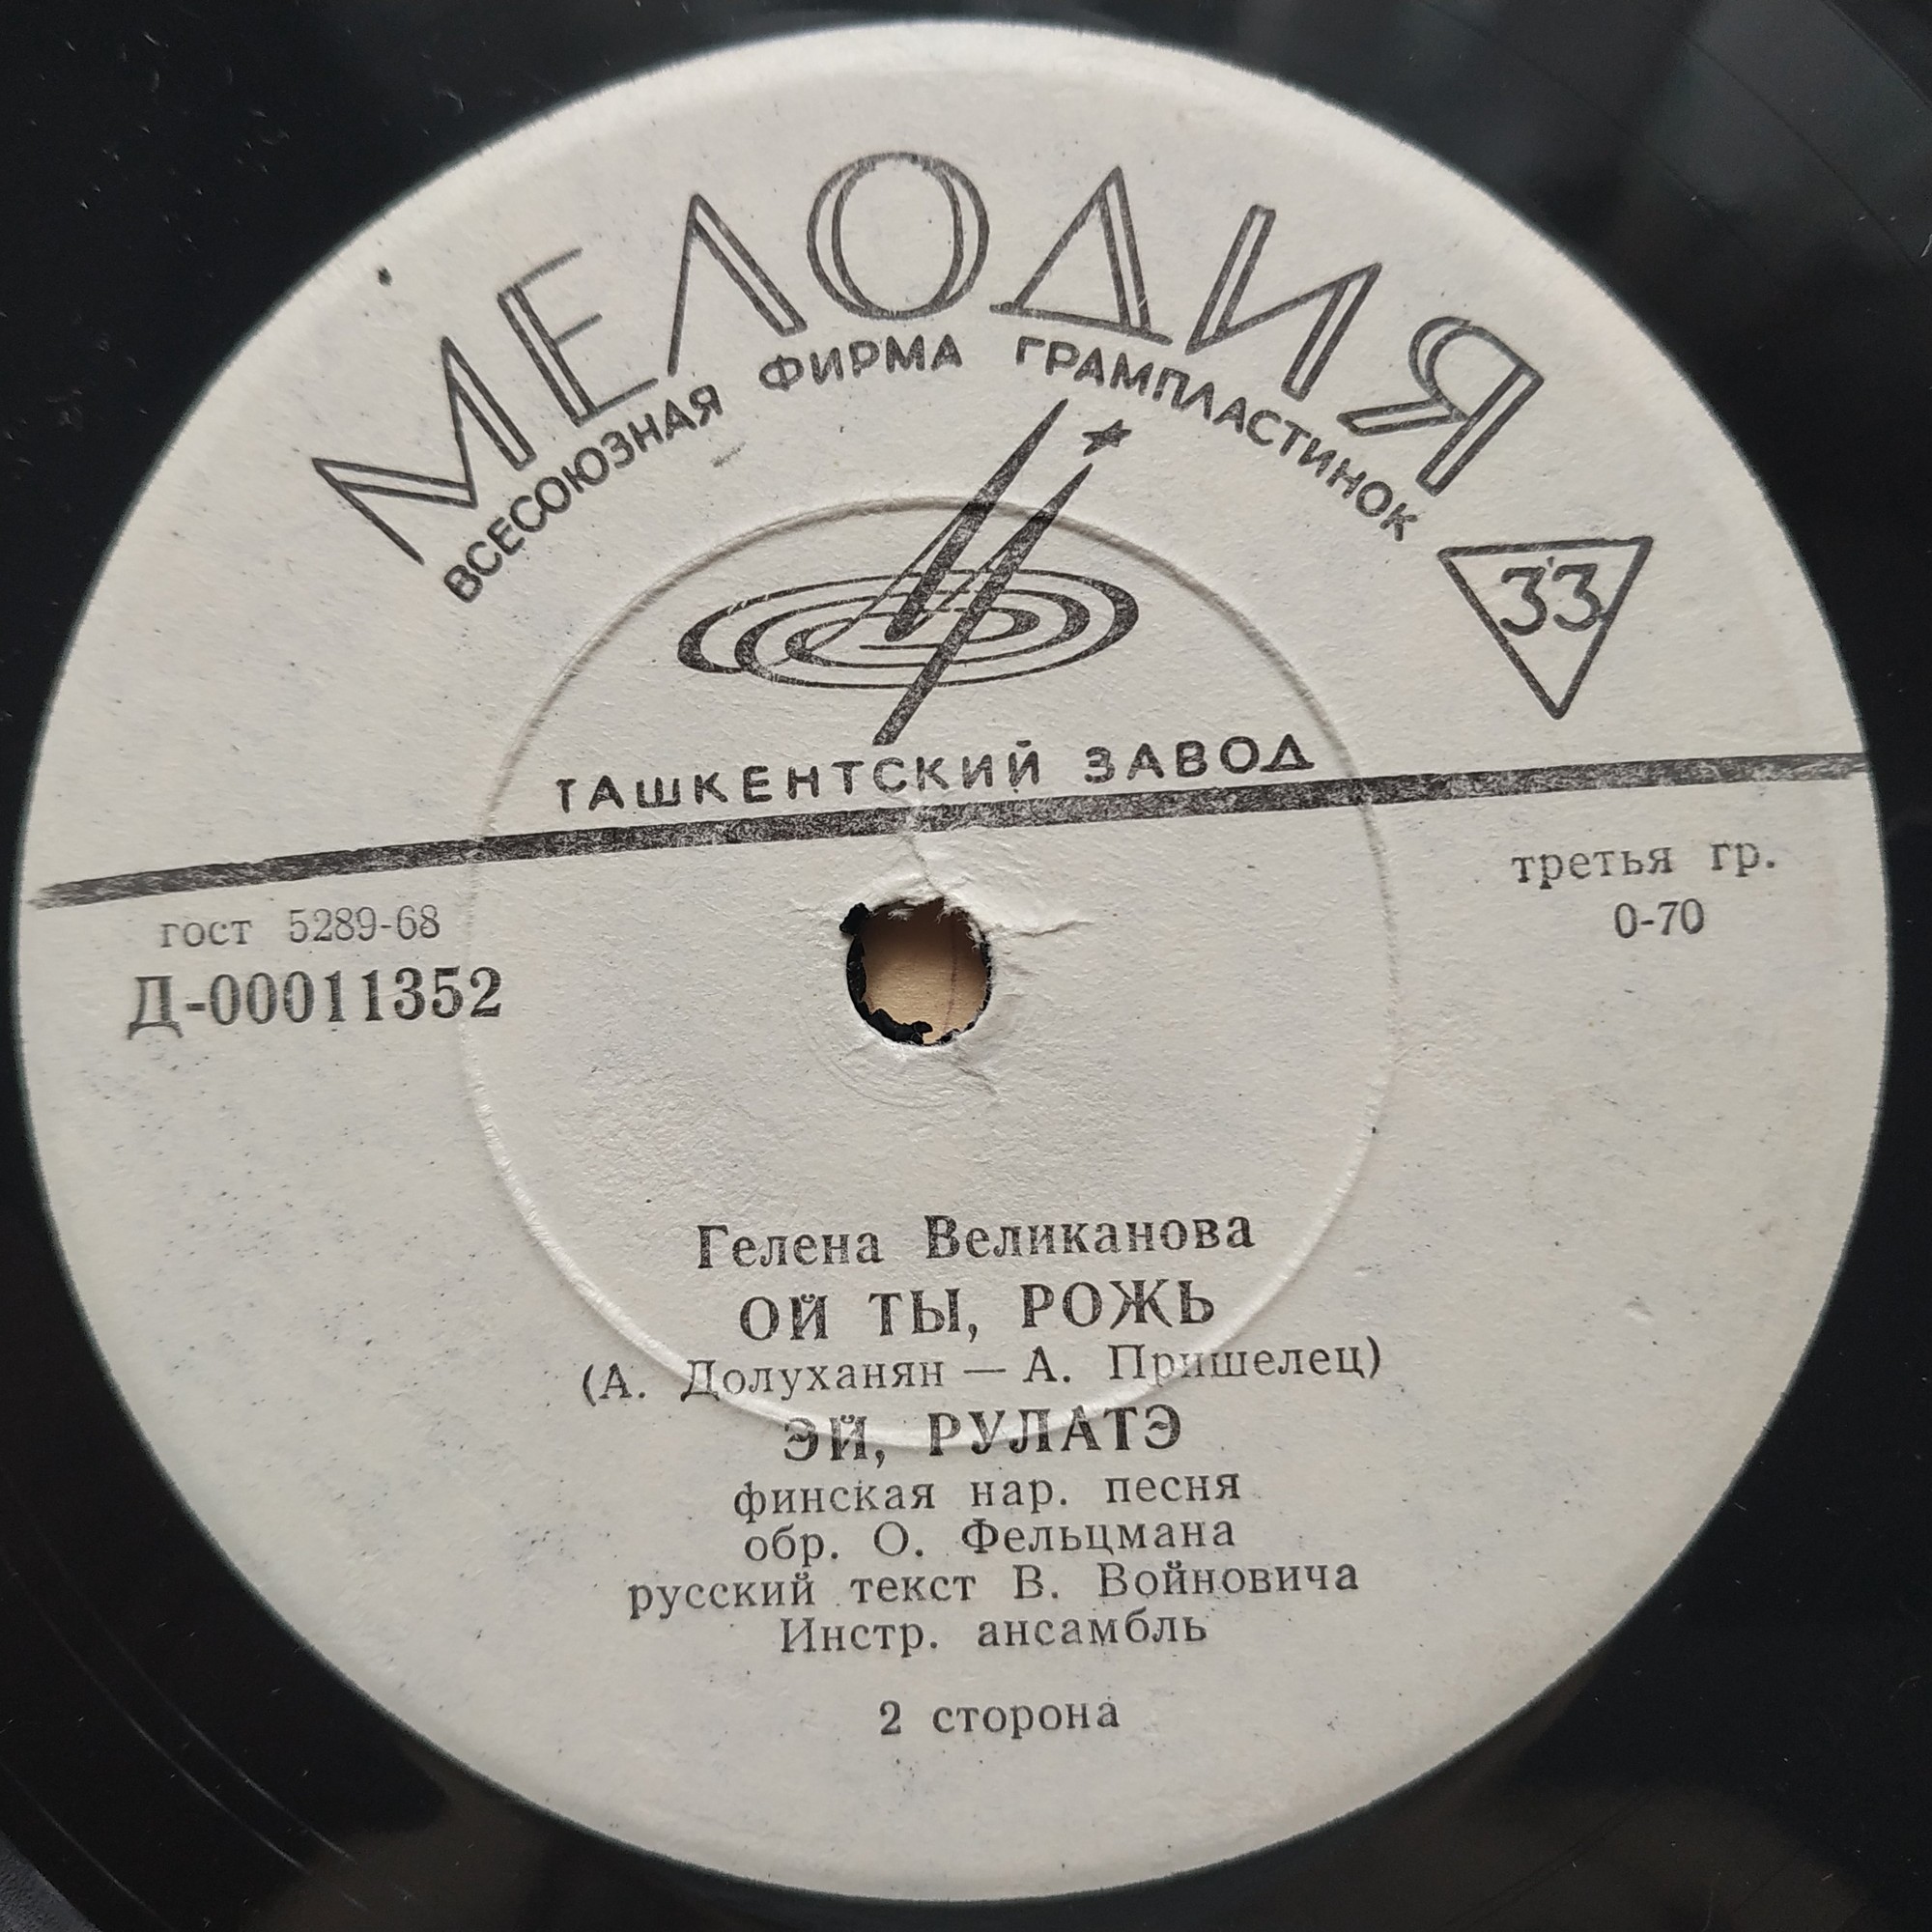 МЕЛОДИЯ
ВСЕСОЮЗНАЯ ФИРМА ГРАМПЛАСТИНОК
33
ТАШКЕНТСКИЙ ЗАВОД
гост 5289-68
Д-00011352
третья гр.
0-70
Гелена Великанова
ОЙ ТЫ, РОЖЬ
(А. Долуханян — А. Пришелец)
ЭЙ, РУЛАТЭ
финская нар. песня
обр. О. Фельцмана
русский текст В. Войновича
Инстр. ансамбль
2 сторона